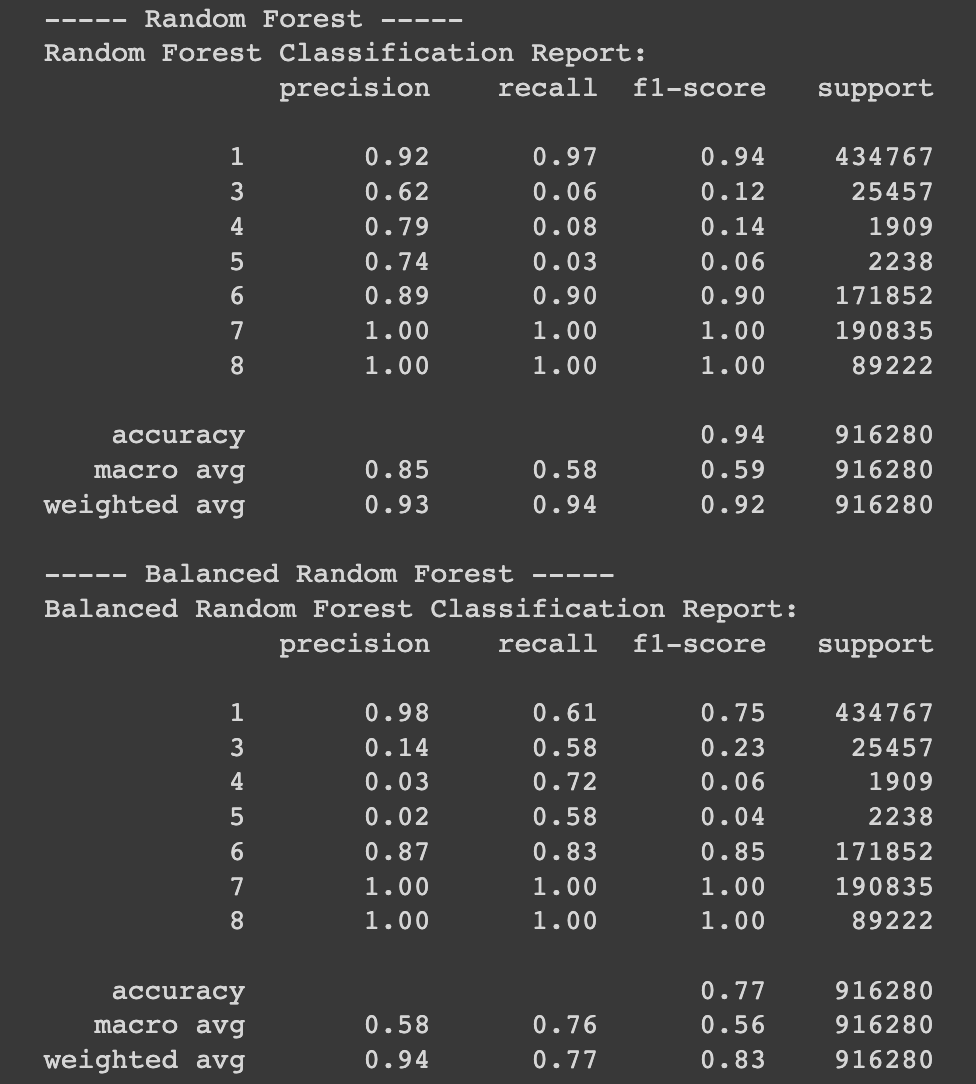 ----- Random Forest -----
Random Forest Classification Report:
precision recall f1-score support
1 0.92 0.97 0.94 434767
3 0.62 0.06 0.12 25457
4 0.79 0.08 0.14 1909
5 0.74 0.03 0.06 2238
6 0.89 0.90 0.90 171852
7 1.00 1.00 1.00 190835
8 1.00 1.00 1.00 89222
accuracy 0.94 916280
macro avg 0.85 0.58 0.59 916280
weighted avg 0.93 0.94 0.92 916280
----- Balanced Random Forest -----
Balanced Random Forest Classification Report:
precision recall f1-score support
1 0.98 0.61 0.75 434767
3 0.14 0.58 0.23 25457
4 0.03 0.72 0.06 1909
5 0.02 0.58 0.04 2238
6 0.87 0.83 0.85 171852
7 1.00 1.00 1.00 190835
8 1.00 1.00 1.00 89222
accuracy 0.77 916280
macro avg 0.58 0.76 0.56 916280
weighted avg 0.94 0.77 0.83 916280